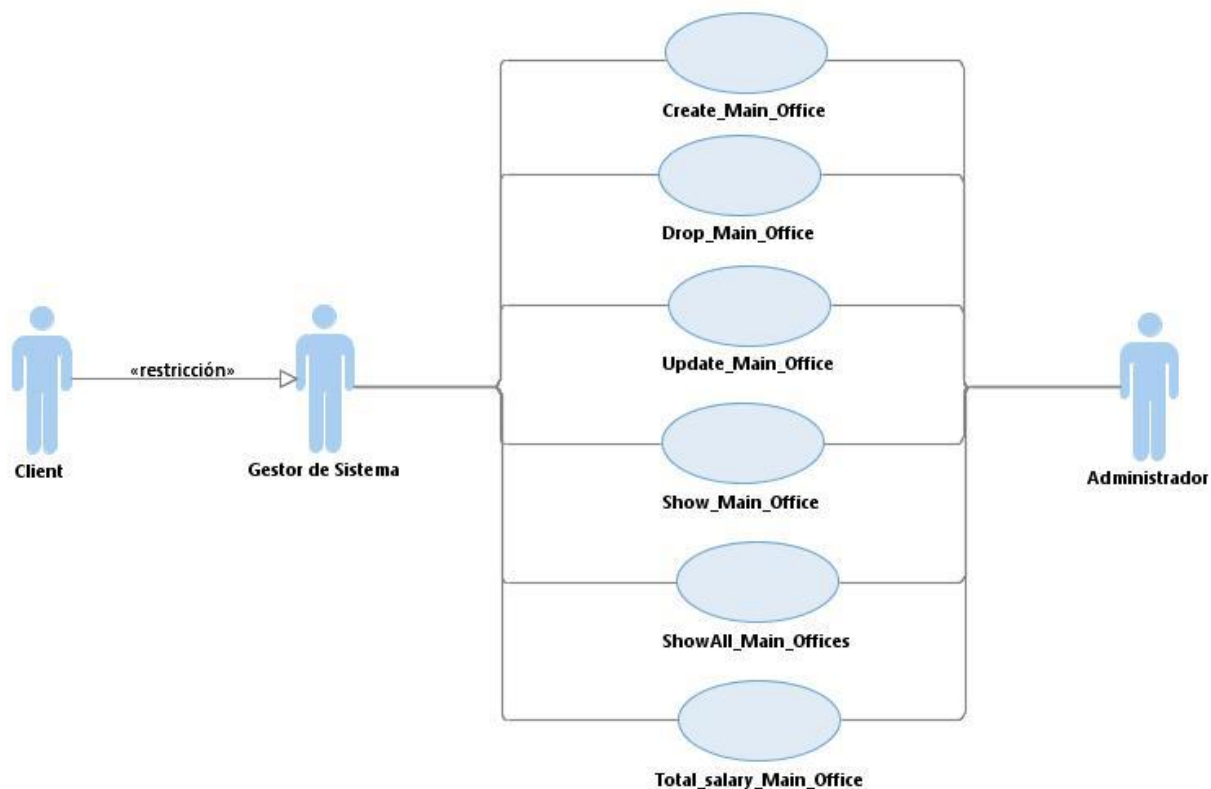 Create_Main_Office
Drop_Main_Office
Update_Main_Office
«restricción»
Client
Gestor de Sistema
Administrador
Show_Main_Office
ShowAll_Main_Offices
Total_salary_Main_Office